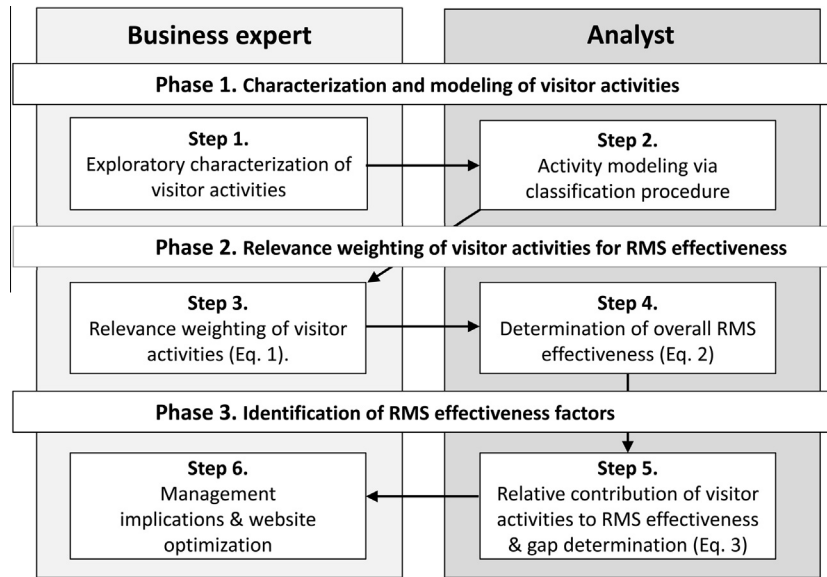 Business expert
Analyst
Phase 1. Characterization and modeling of visitor activities
Step 1.
Exploratory characterization of
visitor activities
Step 2.
Activity modeling via
classification procedure
Phase 2. Relevance weighting of visitor activities for RMS effectiveness
Step 3.
Relevance weighting of visitor
activities (Eq. 1).
Step 4.
Determination of overall RMS
effectiveness (Eq. 2)
Phase 3. Identification of RMS effectiveness factors
Step 6.
Management
implications & website
optimization
Step 5.
Relative contribution of visitor
activities to RMS effectiveness
& gap determination (Eq. 3)